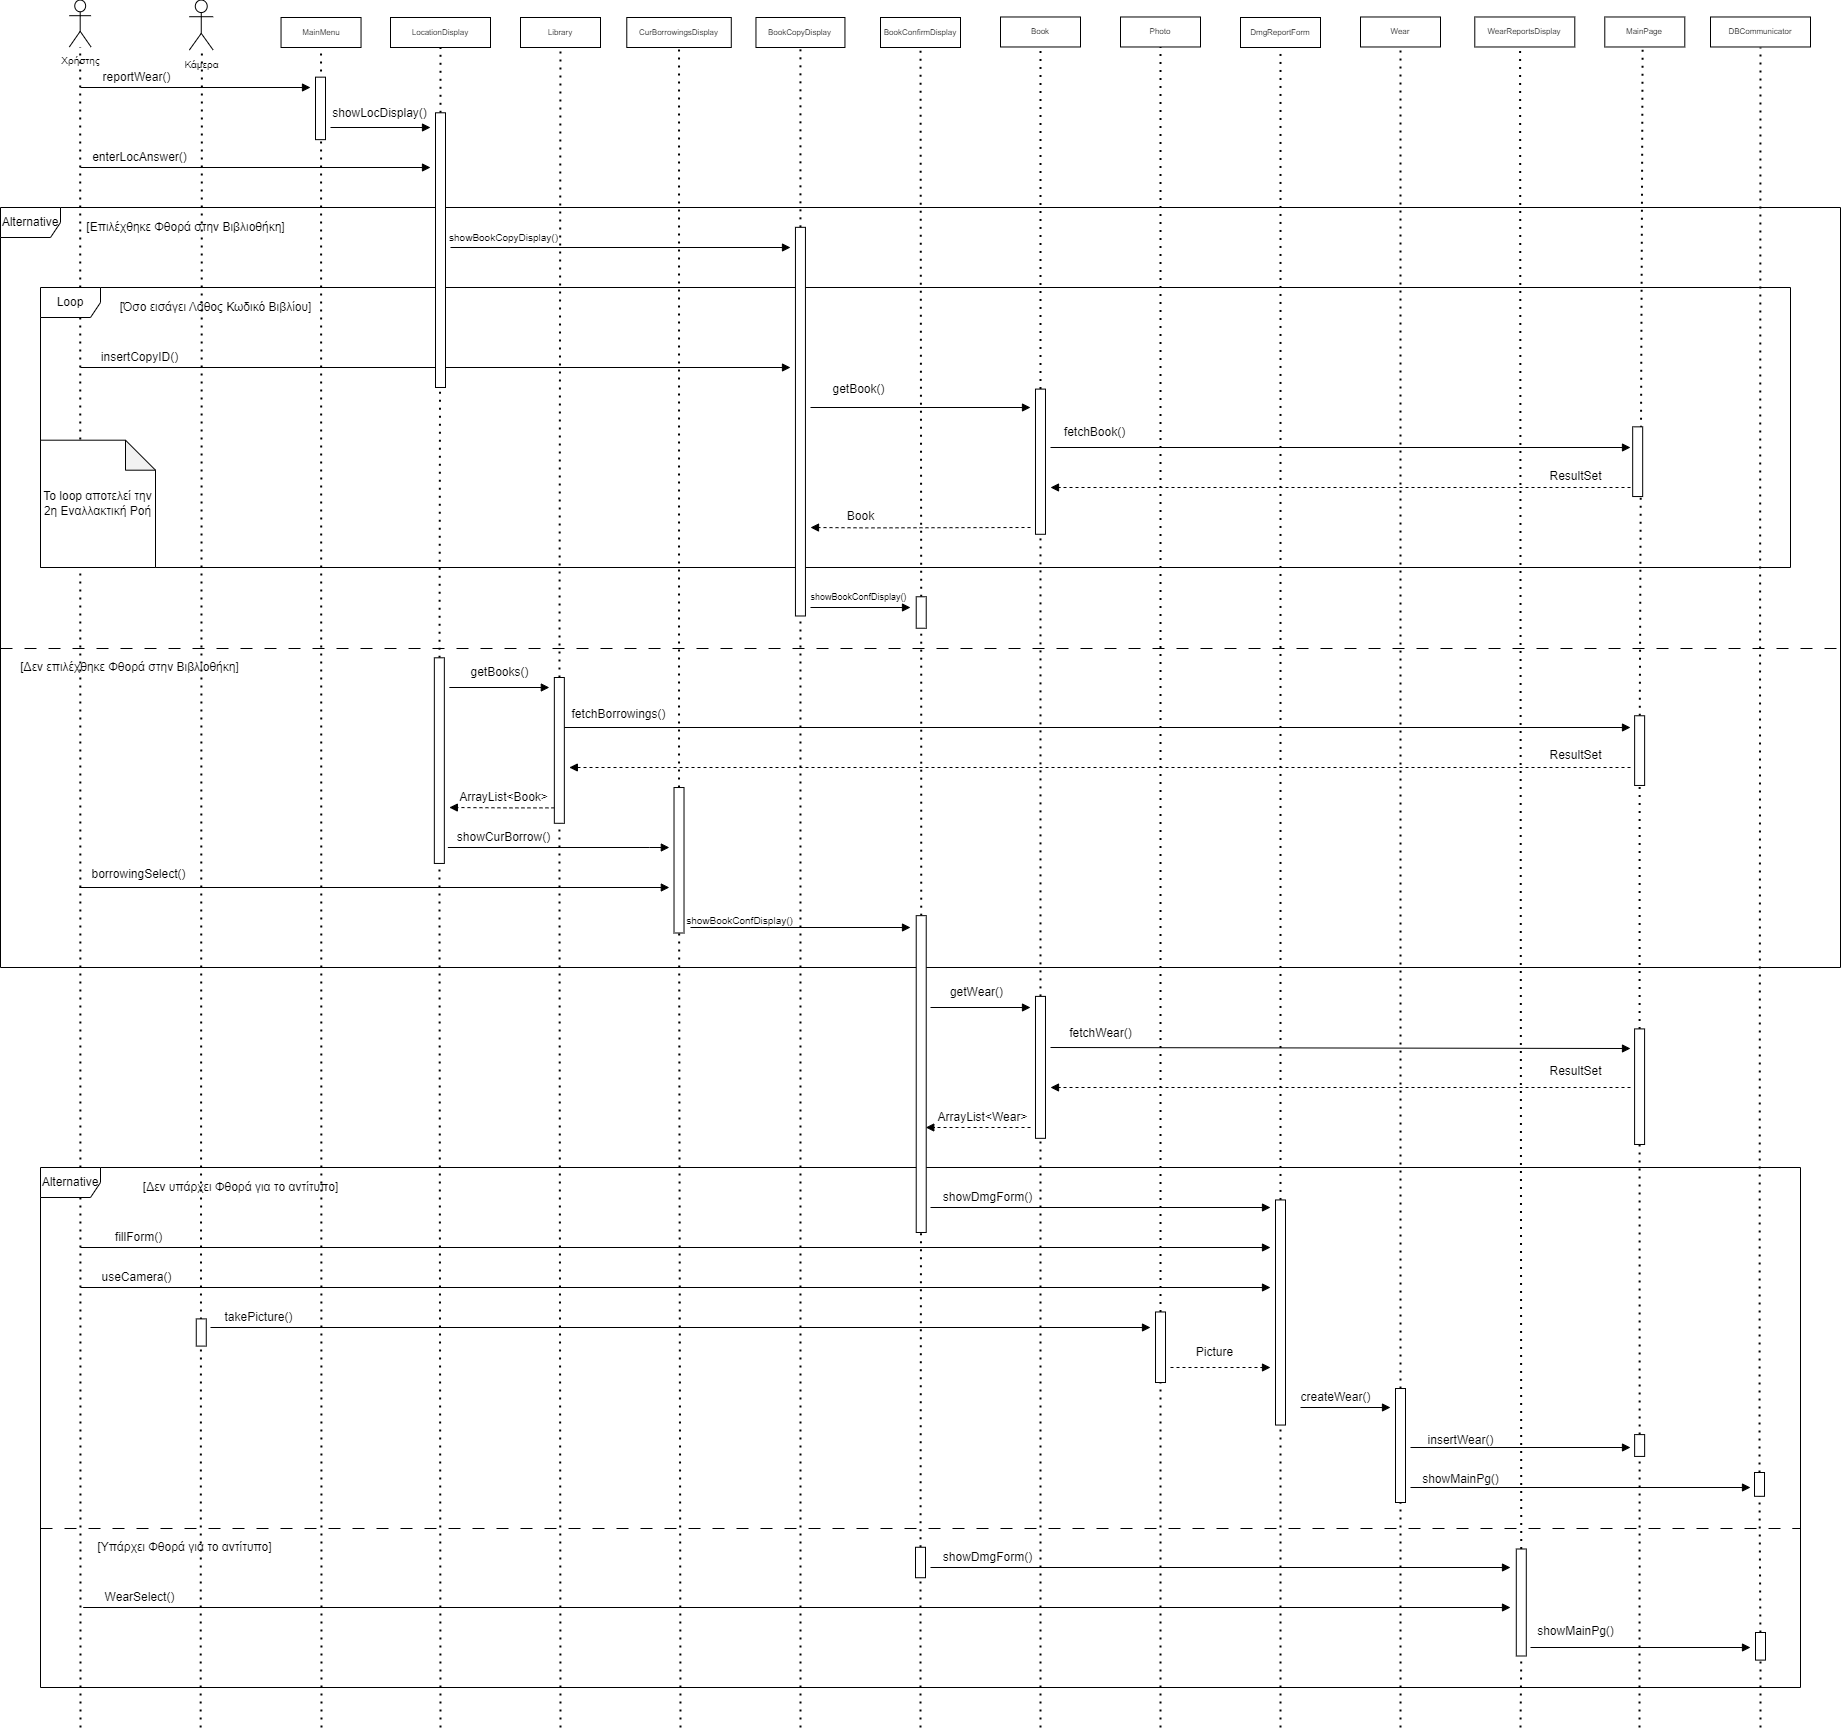 Χρήστης
Κάμερα
MainMenu
LocationDisplay
Library
CurBorrowingsDisplay
BookCopyDisplay
BookConfirmDisplay
Book
Photo
DmgReportForm
Wear
WearReportsDisplay
MainPage
DBCommunicator
reportWear()
showLocDisplay()
enterLocAnswer()
Alternative
[Επιλέχθηκε Φθορά στην Βιβλιοθήκη]
showBookCopyDisplay()
Loop
[Όσο εισάγει Λάθος Κωδικό Βιβλίου]
insertCopyID()
getBook()
fetchBook()
ResultSet
Το loop αποτελεί την
2η Εναλλακτική Ροή
Book
showBookConfDisplay()
[Δεν επιλέχθηκε Φθορά στην Βιβλιοθήκη]
getBooks()
fetchBorrowings()
ResultSet
ArrayList<Book>
showCurBorrow()
borrowingSelect()
showBookConfDisplay()
getWear()
fetchWear()
ResultSet
ArrayList<Wear>
Alternative
[Δεν υπάρχει Φθορά για το αντίτυπο]
showDmgForm()
fillForm()
useCamera()
takePicture()
Picture
createWear()
insertWear()
showMainPg()
[Υπάρχει Φθορά για το αντίτυπο]
showDmgForm()
WearSelect()
showMainPg()